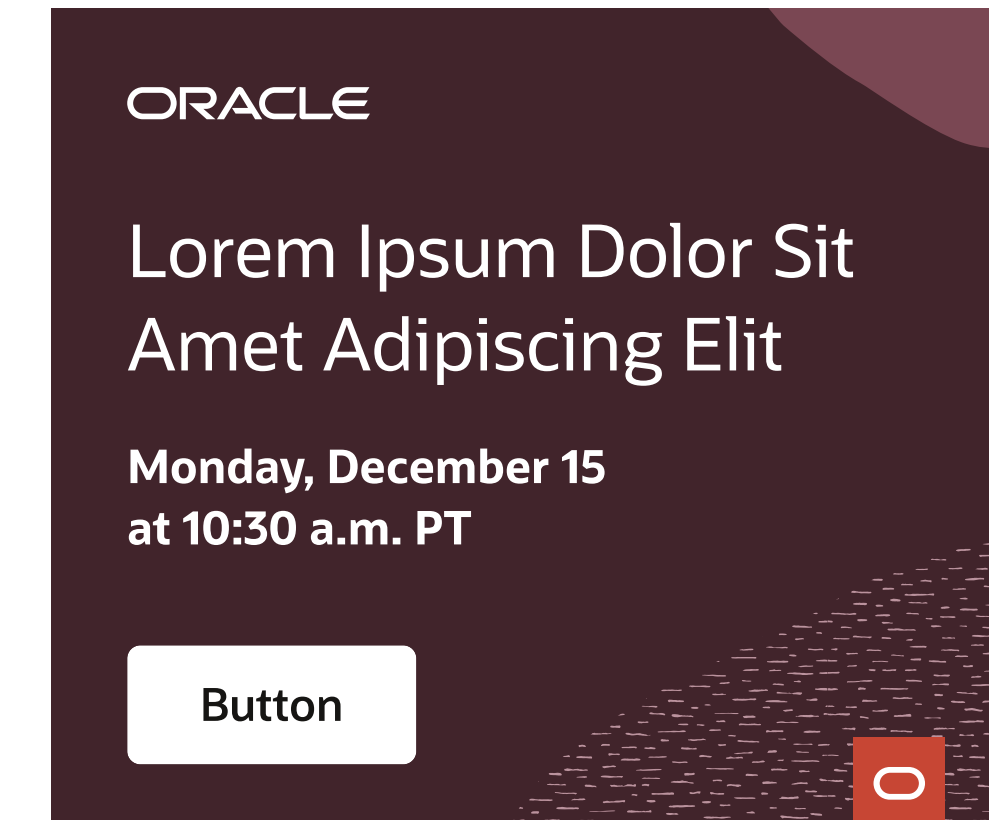 ORACLE
Lorem Ipsum Dolor Sit
Amet Adipiscing Elit
Monday, December 15
at 10:30 a.m. PT
Button